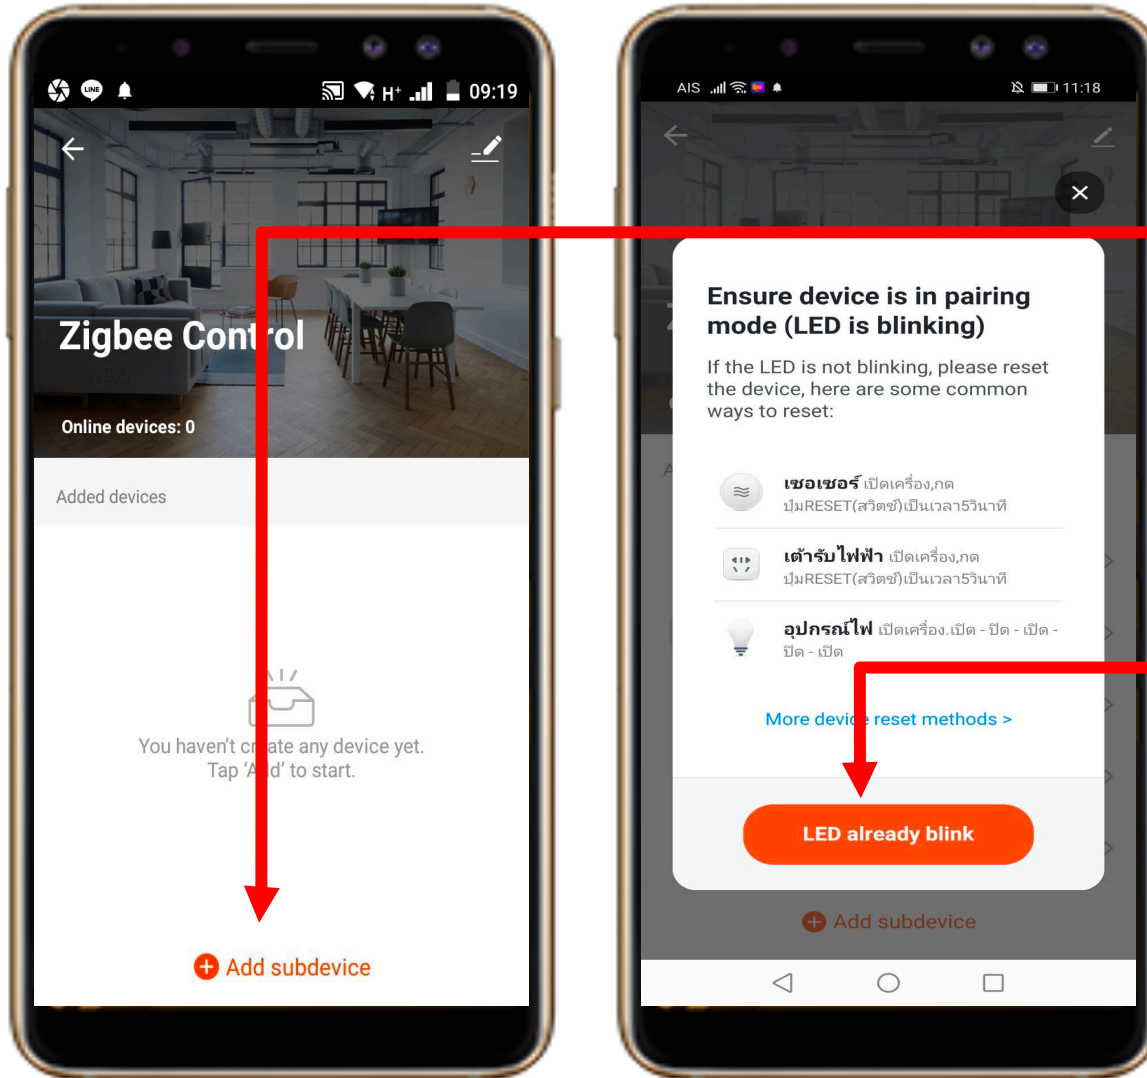 LINE
H+
09:19
Zigbee Control
Online devices: 0
Added devices
You haven't create any device yet.
Tap 'Add' to start.
Add subdevice
AIS
11:18
Ensure device is in pairing
mode (LED is blinking)
If the LED is not blinking, please reset
the device, here are some common
ways to reset:
เซอเซอร์ เปิดเครื่อง,กด
ปุ่มRESET(สวิตช์)เป็นเวลา5วินาที
เต้ารับไฟฟ้า เปิดเครื่อง,กด
ปุ่มRESET(สวิตช์)เป็นเวลา5วินาที
อุปกรณ์ไฟ เปิดเครื่อง.เปิด - ปิด - เปิด -
ปิด - เปิด
More device reset methods >
LED already blink
Add subdevice